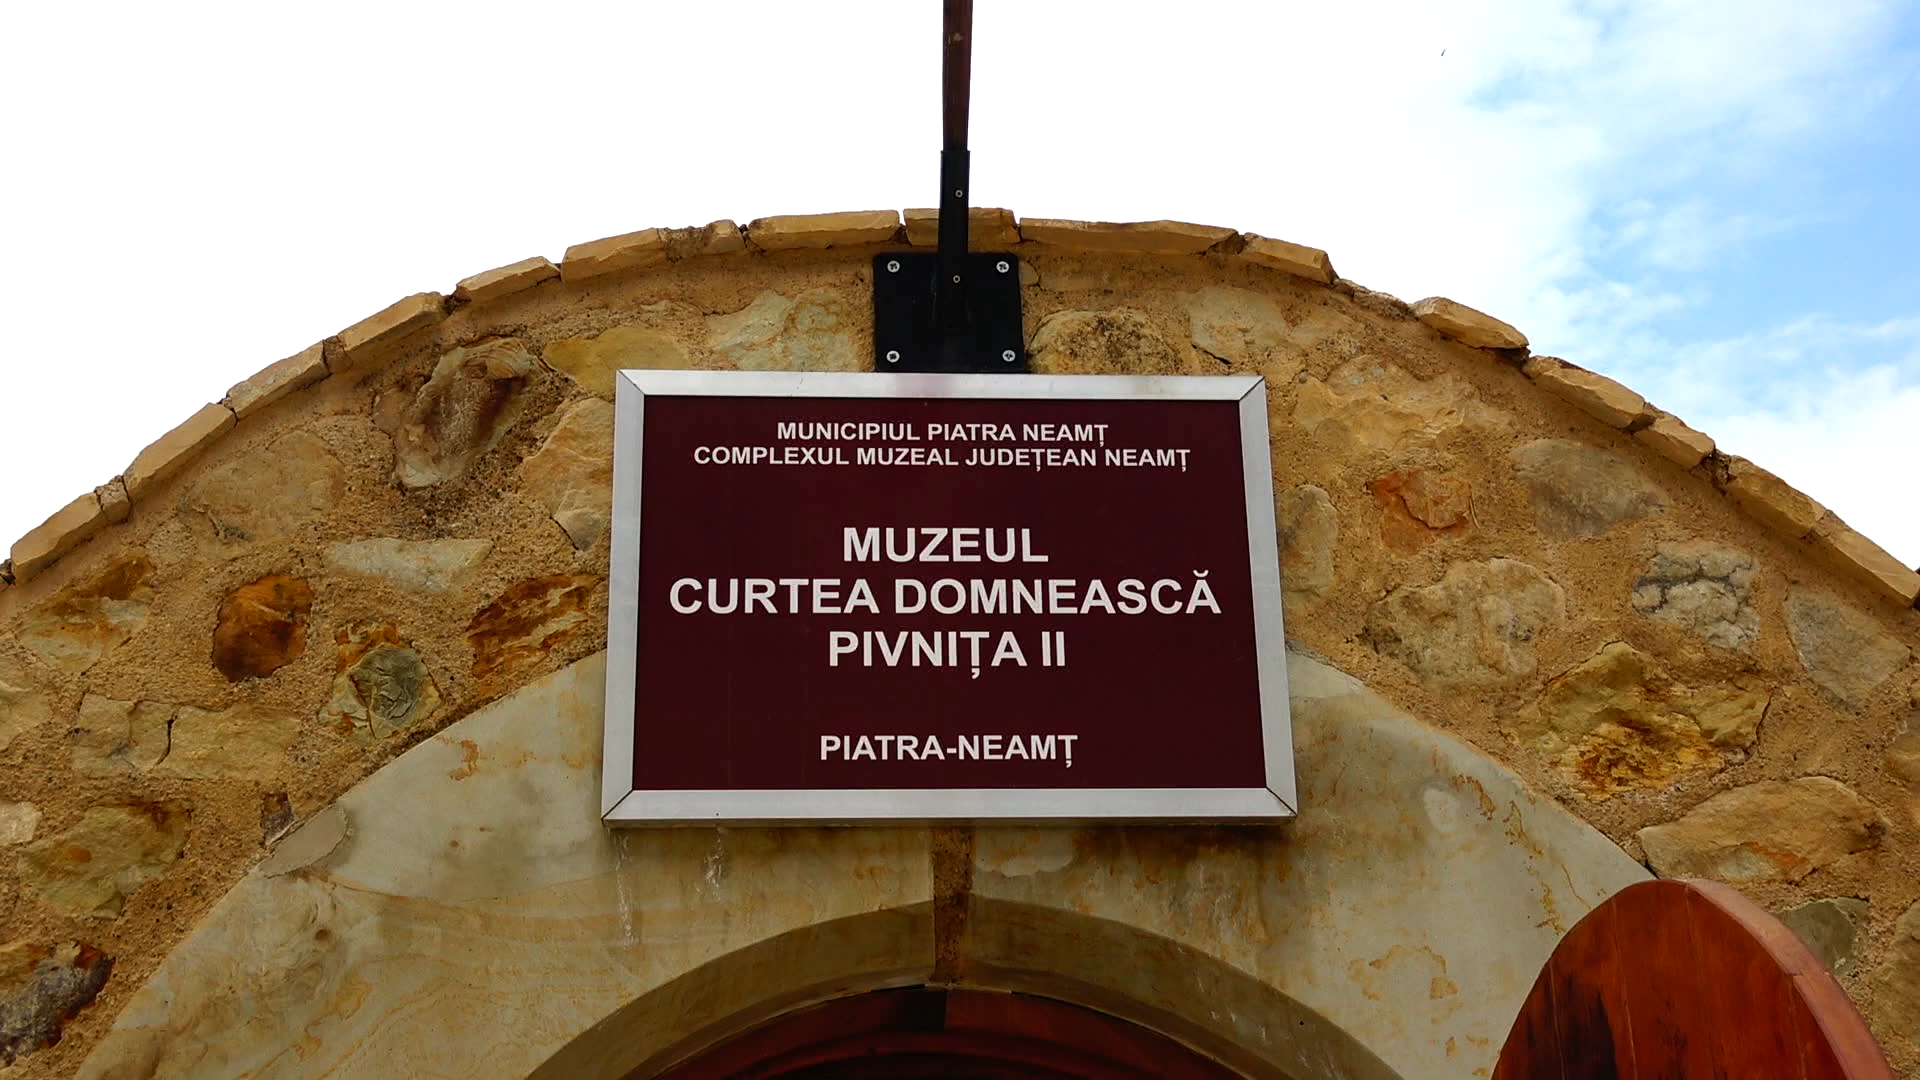 MUNICIPIUL PIATRA NEAMȚ
COMPLEXUL MUZEAL JUDEȚEAN NEAMȚ
MUZEUL
CURTEA DOMNEASCĂ
PIVNIȚA II
PIATRA-NEAMȚ